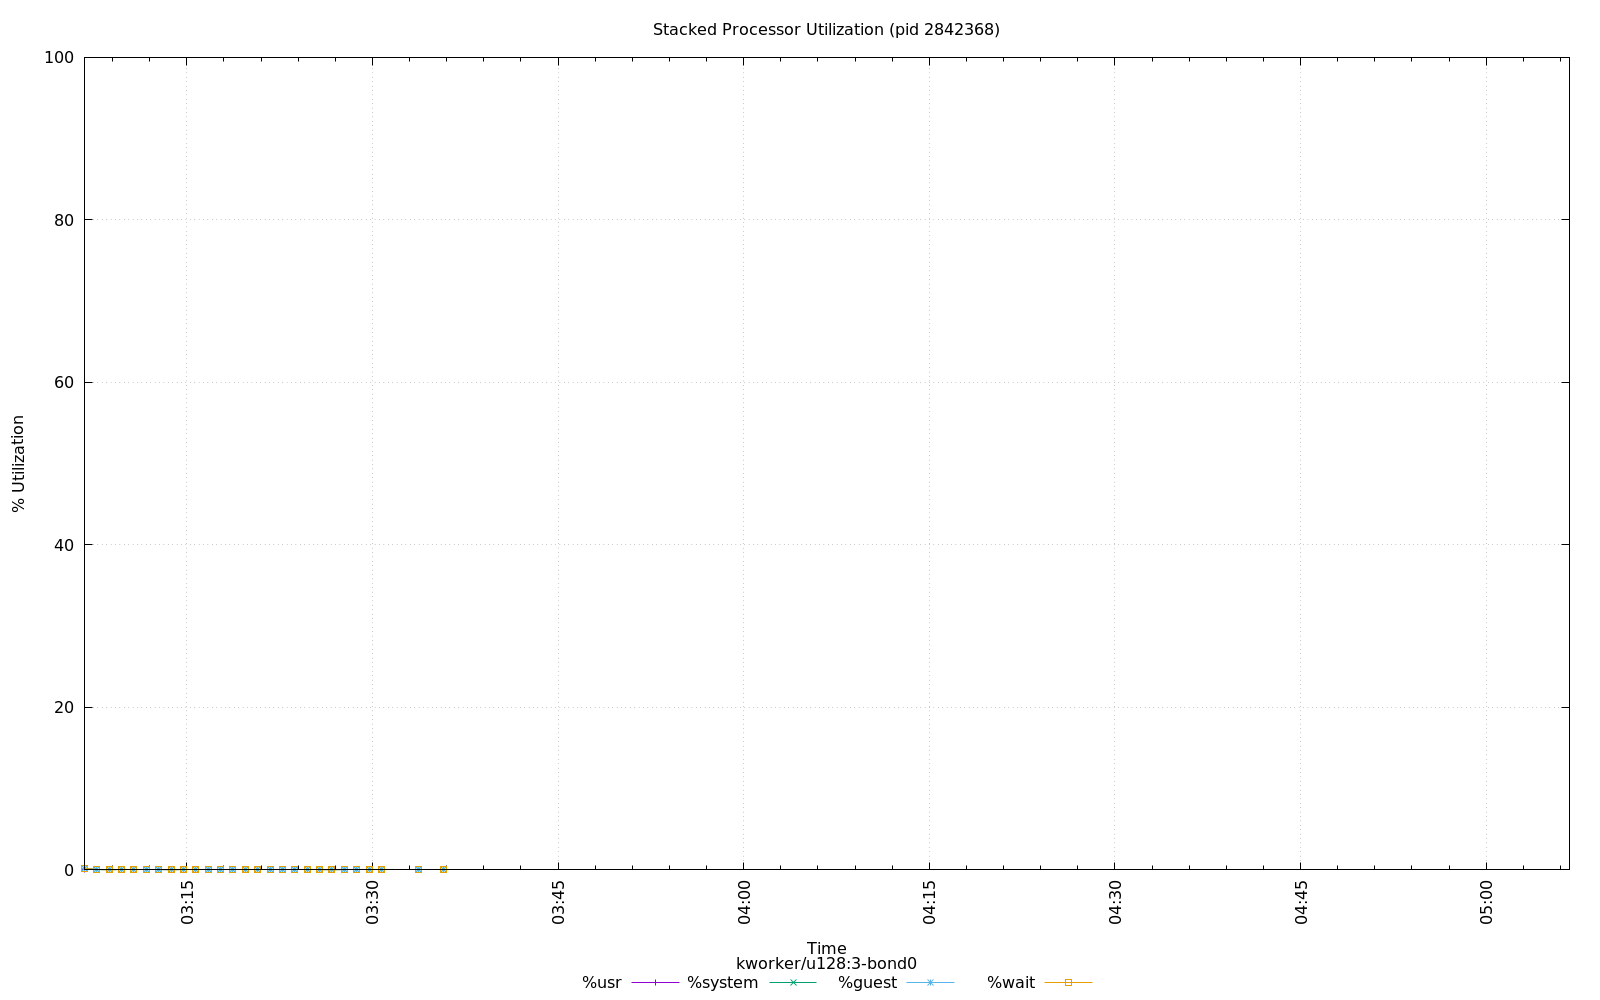 Stacked Processor Utilization (pid 2842368)
100
80
60
40
20
0
% Utilization
03:15
03:30
03:45
04:00
04:15
04:30
04:45
05:00
Time
kworker/u128:3-bond0
%usr %system %guest %wait